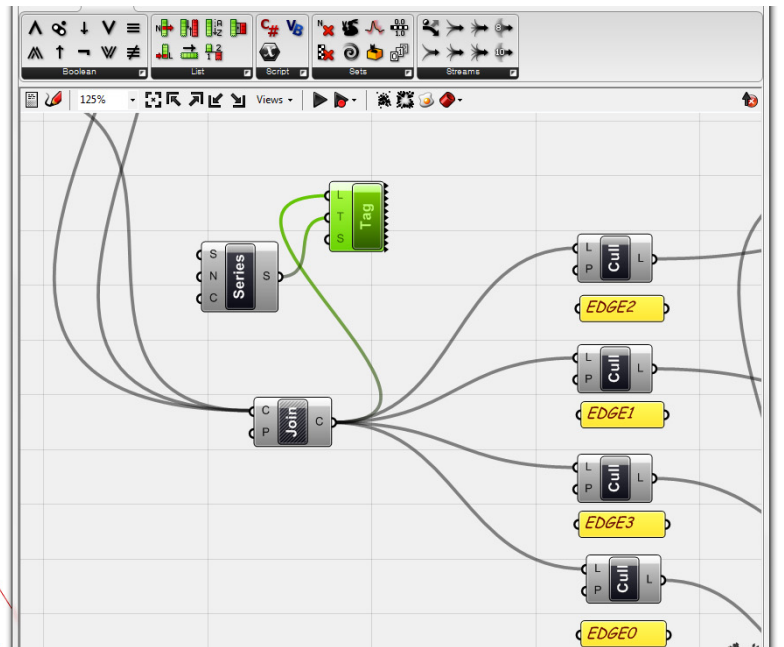 Boolean List Script Sets Streams
125% Views
L
T
S
Tag
S
N
C
Series
S
L
P
Cull
L
EDGE2
L
P
Cull
L
EDGE1
C
P
Join
C
L
P
Cull
L
EDGE3
L
P
Cull
L
EDGE0